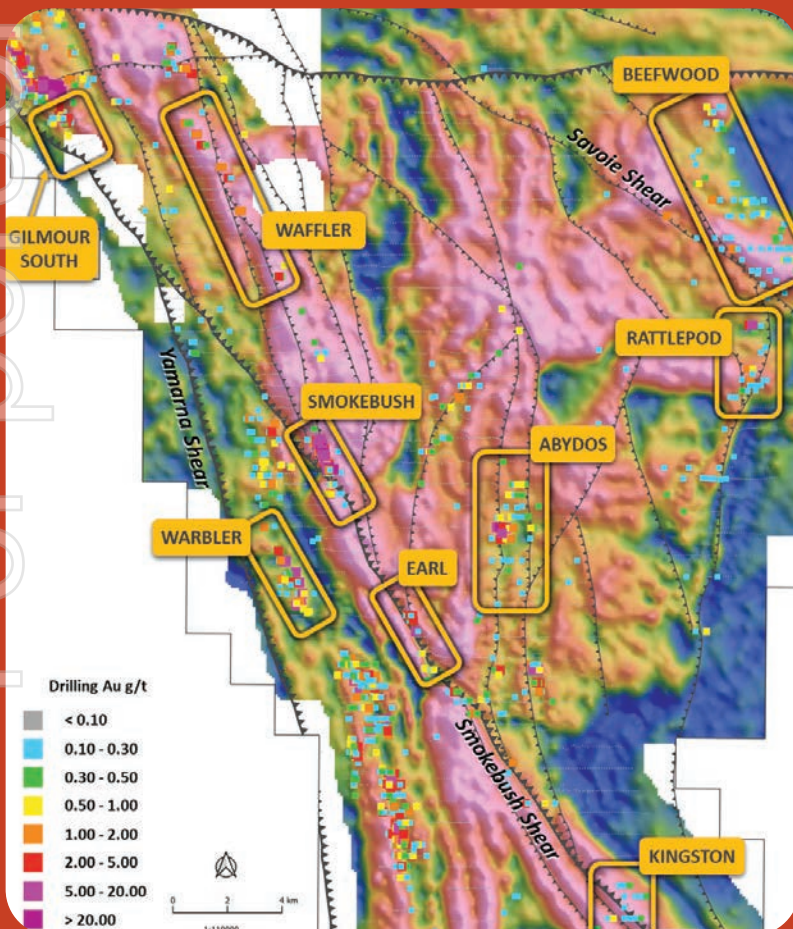 BEEFWOOD
Savoie Shear
WAFFLER
GILMOUR
SOUTH
RATTLEPOD
Yamarna Shear
SMOKEBUSH
ABYDOS
WARBLER
EARL
Smokebush Shear
KINGSTON
Drilling Au g/t
< 0.10
0.10 - 0.30
0.30 - 0.50
0.50 - 1.00
1.00 - 2.00
2.00 - 5.00
5.00 - 20.00
> 20.00
0 2 4 km